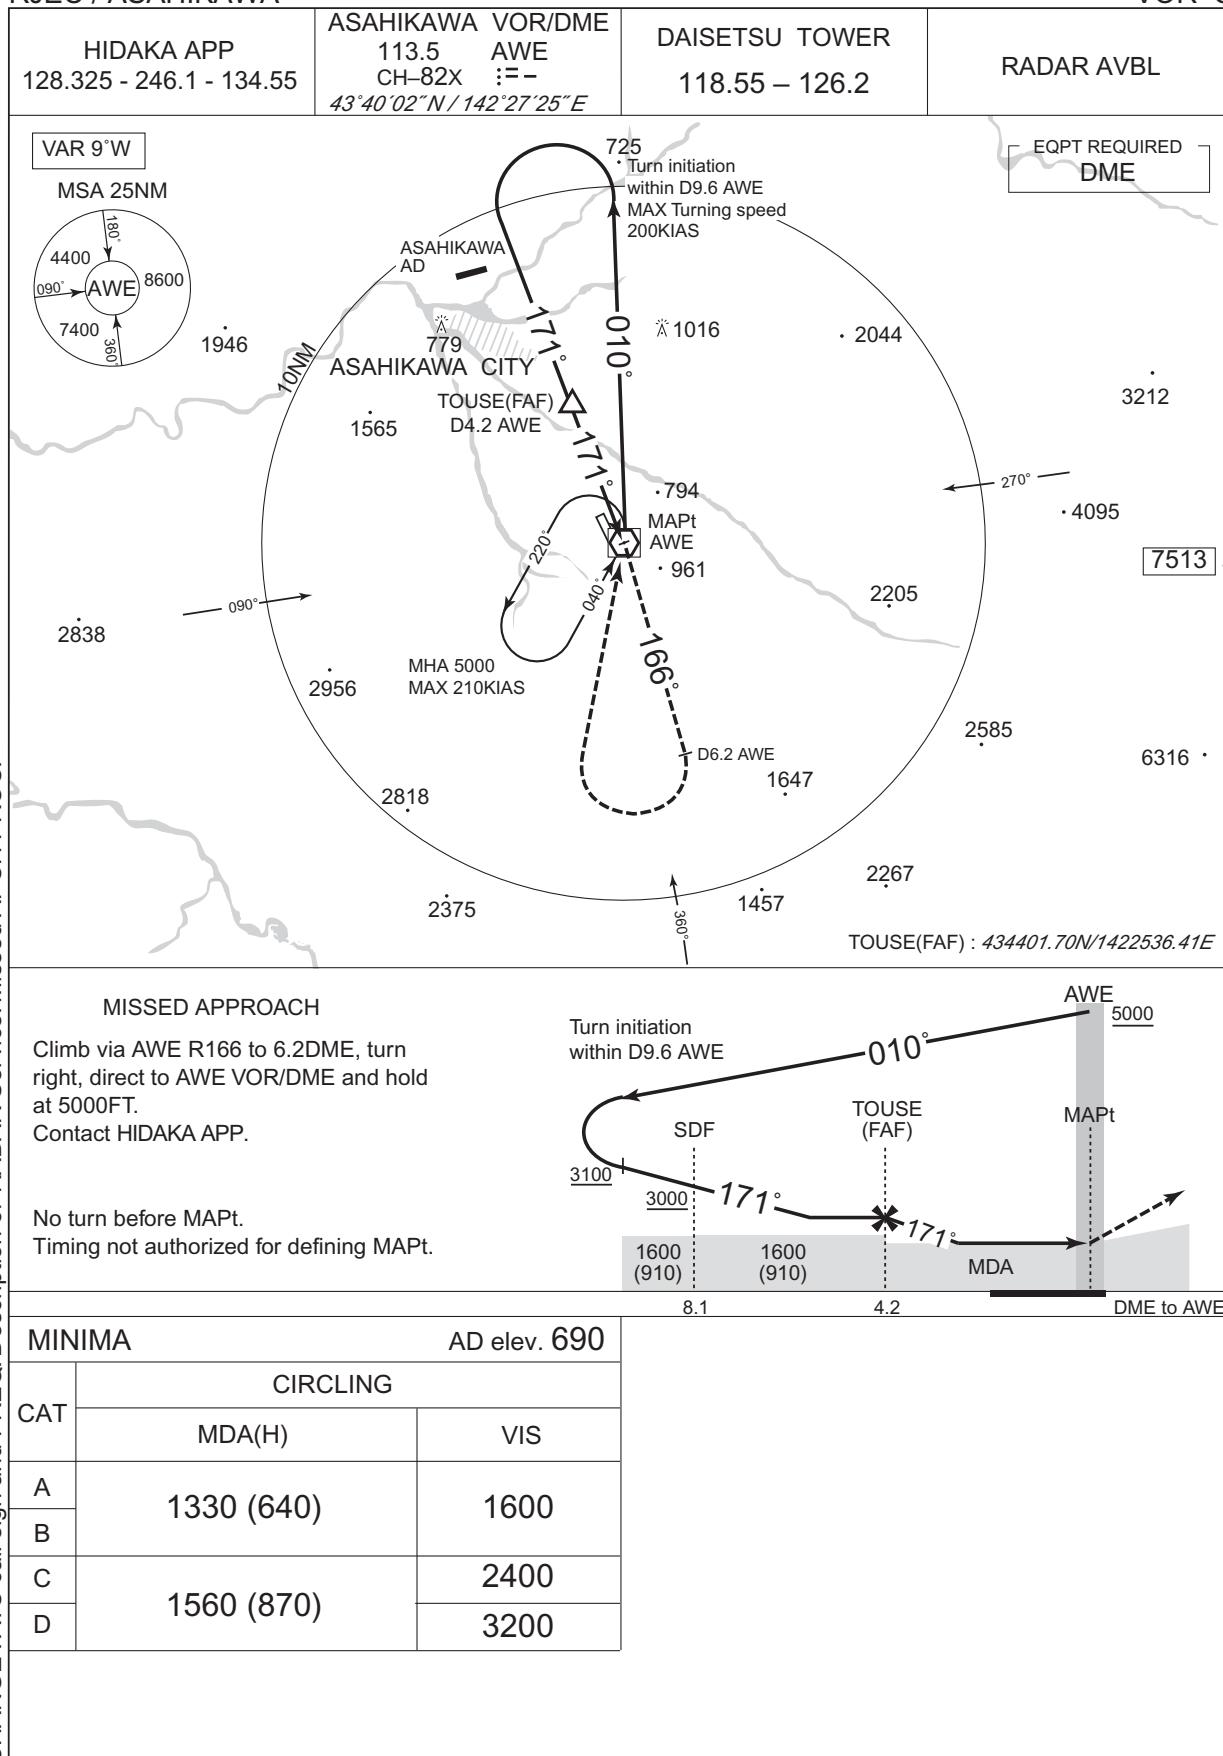 RJEC / ASAHIKAWA
HIDAKA APP
128.325 - 246.1 - 134.55
ASAHIKAWA VOR/DME
113.5 AWE
CH–82X
43°40′02″N / 142°27′25″E
DAISETSU TOWER
118.55 – 126.2
RADAR AVBL
VAR 9°W
MSA 25NM
180°
4400
090°
AWE
8600
7400
360°
EQPT REQUIRED
DME
725
Turn initiation
within D9.6 AWE
MAX Turning speed
200KIAS
ASAHIKAWA
AD
171°
010°
1016
2044
779
ASAHIKAWA CITY
1946
10NM
3212
TOUSE(FAF)
D4.2 AWE
1565
171°
270°
794
4095
MAPt
AWE
7513
220°
961
040°
2205
090°
2838
166°
MHA 5000
MAX 210KIAS
2956
2585
D6.2 AWE
6316
1647
2818
2267
2375
1457
360°
TOUSE(FAF) : 434401.70N/1422536.41E
MISSED APPROACH
Climb via AWE R166 to 6.2DME, turn
right, direct to AWE VOR/DME and hold
at 5000FT.
Contact HIDAKA APP.
No turn before MAPt.
Timing not authorized for defining MAPt.
AWE
5000
Turn initiation
within D9.6 AWE
010°
SDF
TOUSE
(FAF)
MAPt
3100
3000
171°
171°
1600
(910)
1600
(910)
MDA
8.1
4.2
DME to AWE
MINIMA
AD elev. 690
CAT
CIRCLING
MDA(H)
VIS
A
B
1330 (640)
1600
C
D
1560 (870)
2400
3200